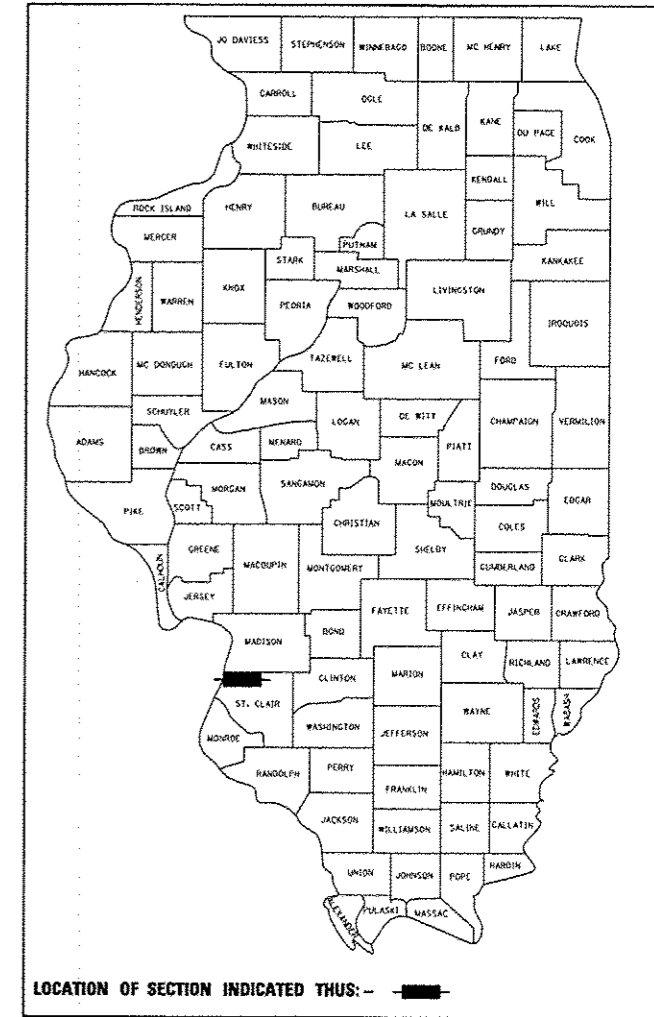 JO DAVIESS STEPHENSON WINNEBAGO BOONE MC HENRY LAKE
CARROLL OGLE DE KALB KANE DU PAGE COOK
WHITESIDE LEE KENDALL WILL
ROCK ISLAND HENRY BUREAU LA SALLE GRUNDY
MERCER PUTNAM KANKAKEE
STARK MARSHALL
HENDERSON WARREN KNOX PEORIA WOODFORD LIVINGSTON IROQUOIS
HANCOCK MC DONOUGH FULTON TAZEWELL MC LEAN FORD
SCHUYLER MASON LOGAN DE WITT CHAMPAIGN VERMILION
ADAMS BROWN CASS MENARD PIATT
MACON
PIKE SCOTT MORGAN SANGAMON MOULTRIE DOUGLAS EDGAR
CHRISTIAN COLES
CALHOUN GREENE MACOUPIN MONTGOMERY SHELBY CUMBERLAND CLARK
JERSEY FAYETTE EFFINGHAM JASPER CRAWFORD
MADISON BOND CLAY RICHLAND LAWRENCE
CLINTON MARION
ST. CLAIR WAYNE EDWARDS WABASH
MONROE WASHINGTON JEFFERSON
RANDOLPH PERRY HAMILTON WHITE
FRANKLIN
JACKSON WILLIAMSON SALINE GALLATIN
UNION JOHNSON POPE HARDIN
ALEXANDER PULASKI MASSAC
LOCATION OF SECTION INDICATED THUS: -